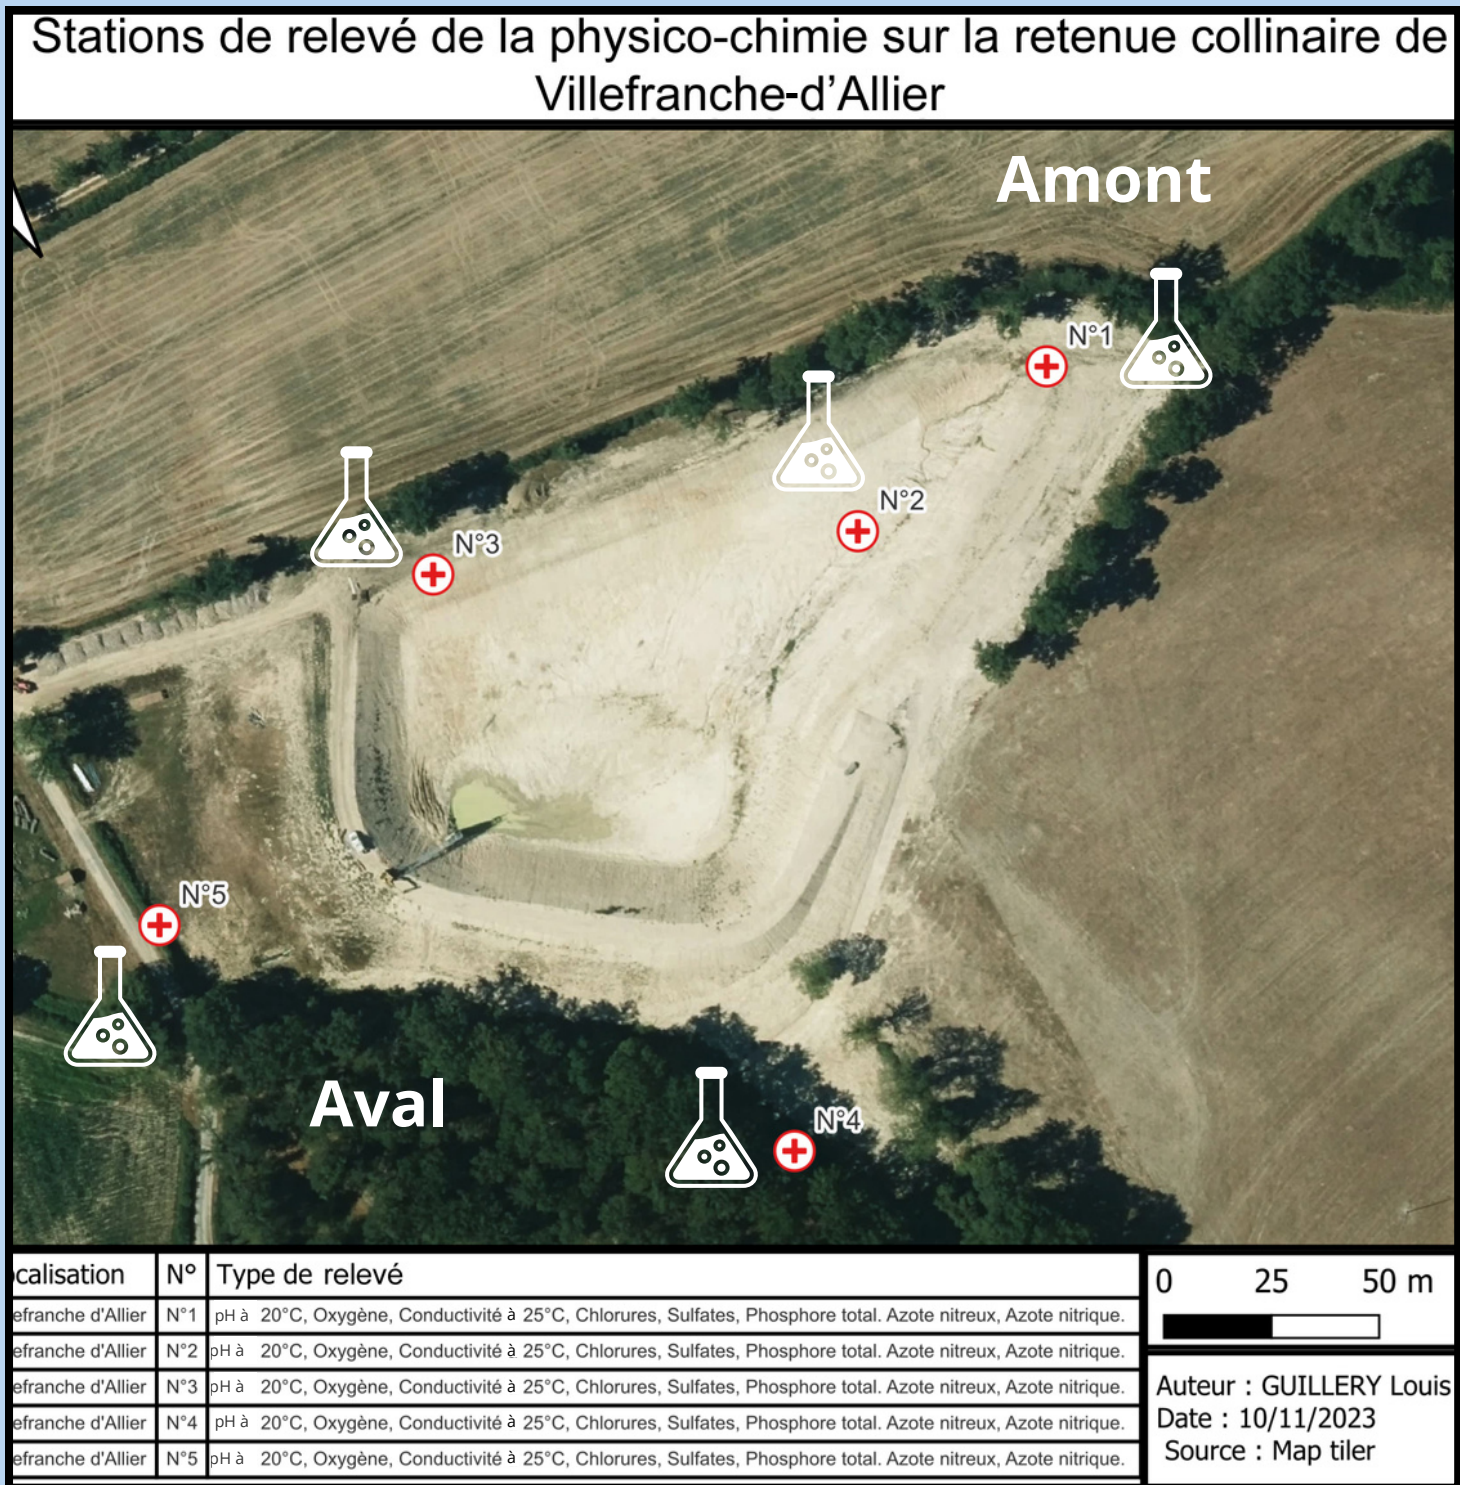 Stations de relevé de la physico-chimie sur la retenue collinaire de
Villefranche-d'Allier
Amont
N°1
N°2
N°3
N°5
Aval
N°4
calisation N° Type de relevé
efranche d'Allier N°1 pH à 20°C, Oxygène, Conductivité à 25°C, Chlorures, Sulfates, Phosphore total. Azote nitreux, Azote nitrique.
efranche d'Allier N°2 pH à 20°C, Oxygène, Conductivité à 25°C, Chlorures, Sulfates, Phosphore total. Azote nitreux, Azote nitrique.
efranche d'Allier N°3 pH à 20°C, Oxygène, Conductivité à 25°C, Chlorures, Sulfates, Phosphore total. Azote nitreux, Azote nitrique.
efranche d'Allier N°4 pH à 20°C, Oxygène, Conductivité à 25°C, Chlorures, Sulfates, Phosphore total. Azote nitreux, Azote nitrique.
efranche d'Allier N°5 pH à 20°C, Oxygène, Conductivité à 25°C, Chlorures, Sulfates, Phosphore total. Azote nitreux, Azote nitrique.
0 25 50 m
Auteur : GUILLERY Louis
Date : 10/11/2023
Source : Map tiler